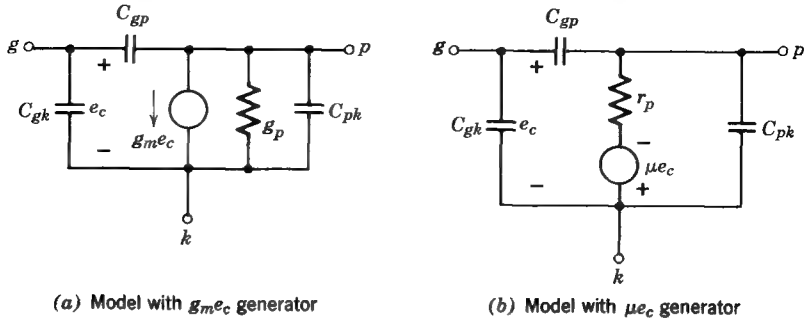 C_gp
g
+
p
C_gk
e_c
g_m e_c
g_p
C_pk
−
k
(a) Model with g_m e_c generator
C_gp
g
+
p
r_p
C_gk
e_c
−
μe_c
C_pk
−
+
k
(b) Model with μe_c generator